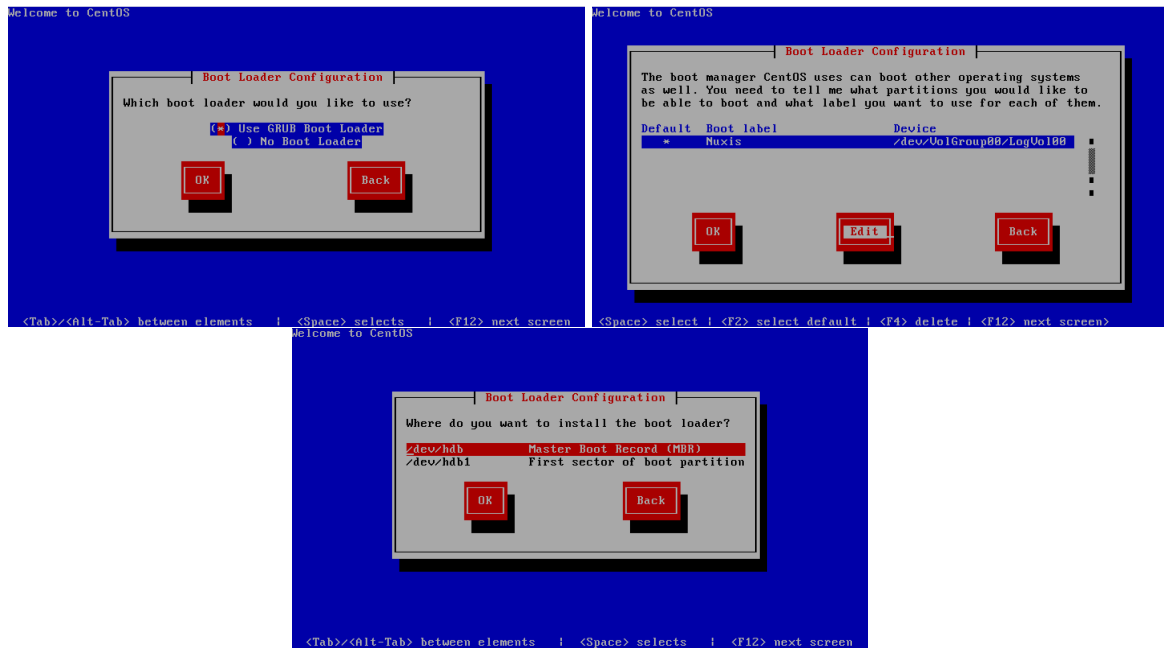 Welcome to CentOS
Boot Loader Configuration
Which boot loader would you like to use?
(*) Use GRUB Boot Loader
( ) No Boot Loader
OK Back
<Tab>/<Alt-Tab> between elements | <Space> selects | <F12> next screen
Welcome to CentOS
Boot Loader Configuration
The boot manager CentOS uses can boot other operating systems
as well. You need to tell me what partitions you would like to
be able to boot and what label you want to use for each of them.
Default Boot label Device
* Nuxis /dev/VolGroup00/LogVol00
OK Edit Back
<Space> select | <F2> select default | <F4> delete | <F12> next screen>
Welcome to CentOS
Boot Loader Configuration
Where do you want to install the boot loader?
/dev/hdb Master Boot Record (MBR)
/dev/hdb1 First sector of boot partition
OK Back
<Tab>/<Alt-Tab> between elements | <Space> selects | <F12> next screen